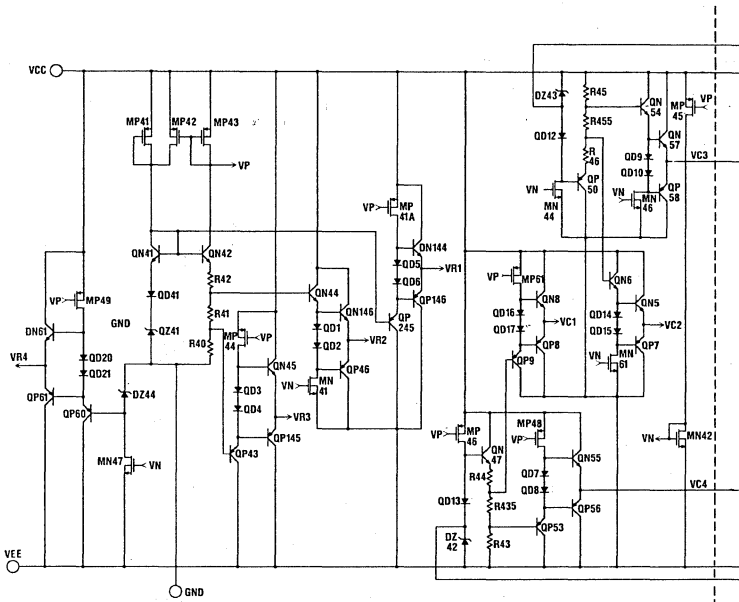 VCC
MP41
MP42
MP43
VP
QN41
QN42
R42
QD41
GND
R41
QZ41
R40
VP
MP49
DN61
QD20
QD21
VR4
QP61
QP60
DZ44
MN47
VN
VEE
GND
MP
44
VP
QN45
QD3
QD4
VR3
QP43
QP145
QN44
QN146
QD1
QD2
VR2
VN
MN
41
QP46
VP
MP
41A
DN144
QD5
QD6
VR1
QP146
QP
245
DZ43
R45
QN
54
MP
45
VP
R455
QN
57
QD12
R
46
QD9
VC3
QD10
VN
QP
50
VN
MN
46
QP
58
MN
44
VP
MP61
QN6
QN8
QN5
QD16
VC1
QD14
VC2
QD17
QD15
QP9
QP8
VN
MN
61
QP7
VP
MP
46
QN
47
MP48
VP
QN55
VN
MN42
R44
QD7
QD8
VC4
QD13
R435
QP56
DZ
42
R43
QP53